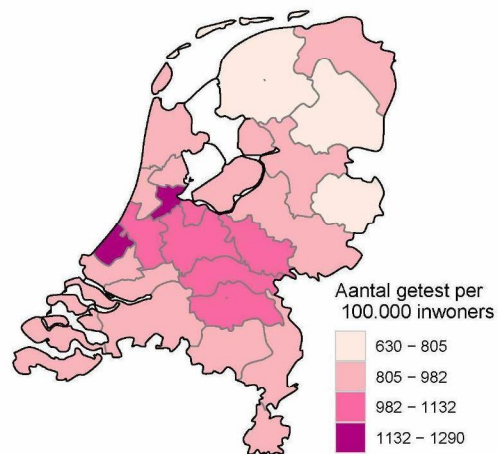 Aantal getest per
100.000 inwoners
630 – 805
805 – 982
982 – 1132
1132 – 1290